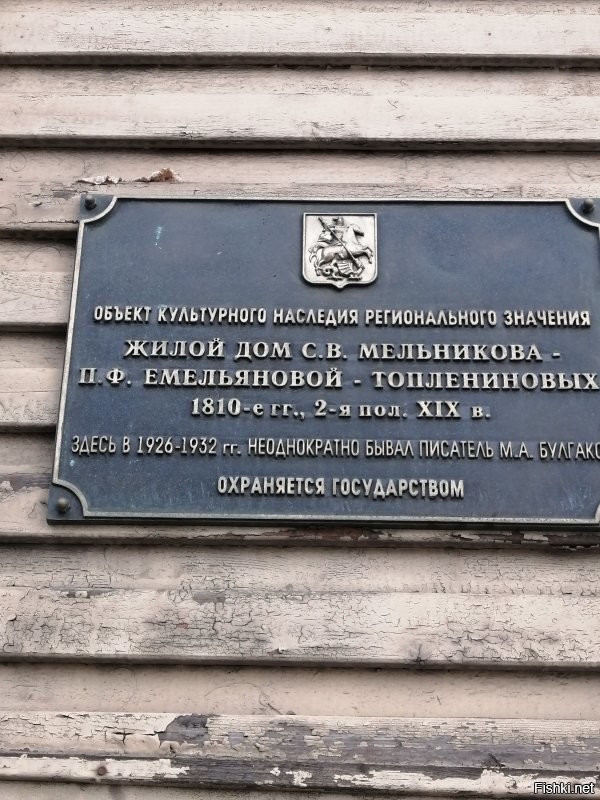 ОБЪЕКТ КУЛЬТУРНОГО НАСЛЕДИЯ РЕГИОНАЛЬНОГО ЗНАЧЕНИЯ
ЖИЛОЙ ДОМ С.В. МЕЛЬНИКОВА -
П.Ф. ЕМЕЛЬЯНОВОЙ - ТОПЛЕНИНОВЫХ
1810-е гг., 2-я пол. XIX в.
ЗДЕСЬ В 1926-1932 гг. НЕОДНОКРАТНО БЫВАЛ ПИСАТЕЛЬ М.А. БУЛГАКО
ОХРАНЯЕТСЯ ГОСУДАРСТВОМ
Fishki.net